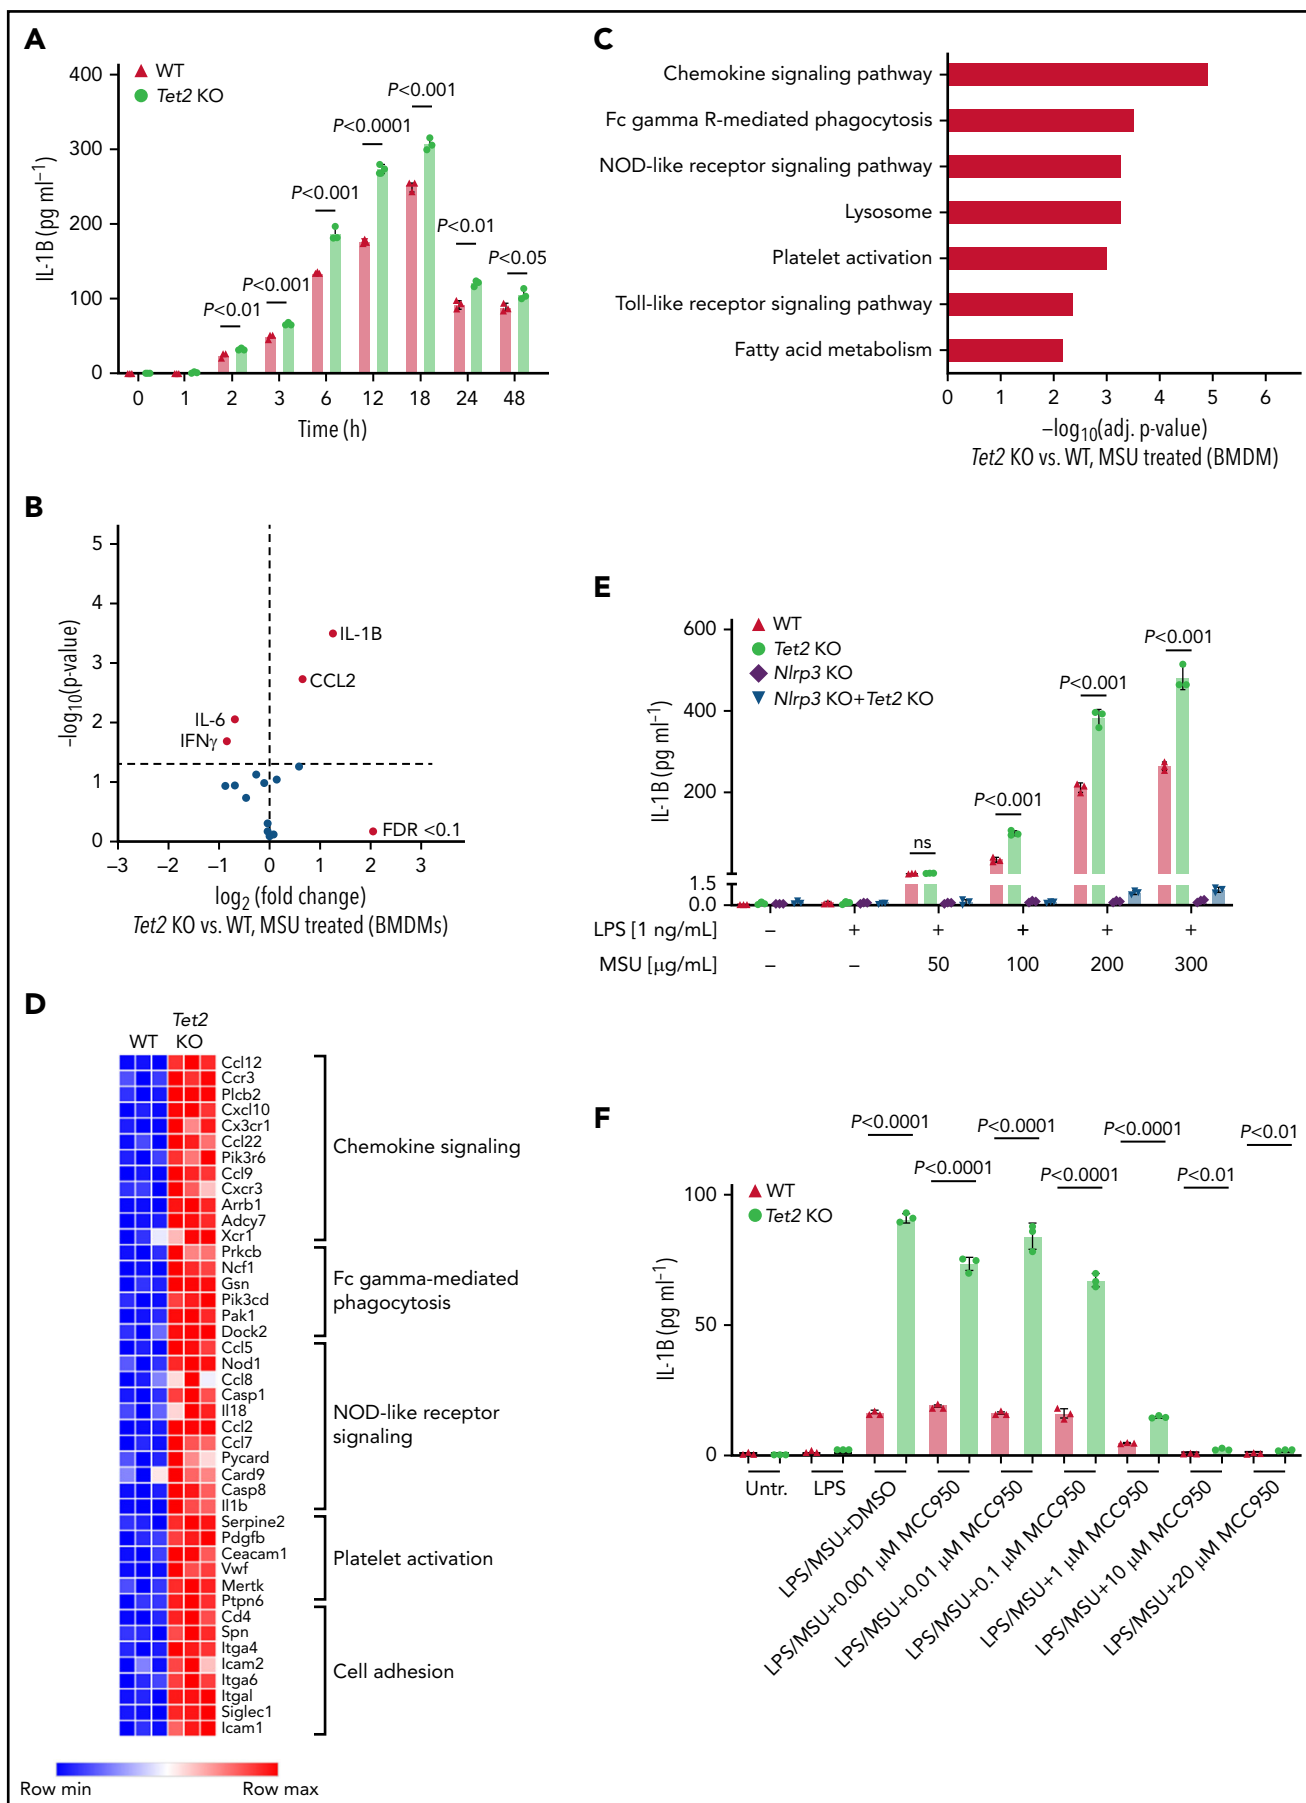 A
WT
Tet2 KO
IL-1B (pg ml⁻¹)
400
300
200
100
0
P<0.01
P<0.001
P<0.001
P<0.0001
P<0.001
P<0.01
P<0.05
0 1 2 3 6 12 18 24 48
Time (h)
B
–log10(p-value)
5
4
3
2
1
0
IL-1B
CCL2
IL-6
IFNγ
FDR <0.1
–3 –2 –1 0 1 2 3
log2 (fold change)
Tet2 KO vs. WT, MSU treated (BMDMs)
C
Chemokine signaling pathway
Fc gamma R-mediated phagocytosis
NOD-like receptor signaling pathway
Lysosome
Platelet activation
Toll-like receptor signaling pathway
Fatty acid metabolism
0 1 2 3 4 5 6
–log10(adj. p-value)
Tet2 KO vs. WT, MSU treated (BMDM)
D
WT
Tet2
KO
Ccl12
Ccr3
Plcb2
Cxcl10
Cx3cr1
Ccl22
Pik3r6
Ccl9
Cxcr3
Arrb1
Adcy7
Xcr1
Prkcb
Ncf1
Gsn
Pik3cd
Pak1
Dock2
Ccl5
Nod1
Ccl8
Casp1
Il18
Ccl2
Ccl7
Pycard
Card9
Casp8
Il1b
Serpine2
Pdgfb
Ceacam1
Vwf
Mertk
Ptpn6
Cd4
Spn
Itga4
Icam2
Itga6
Itgal
Siglec1
Icam1
Chemokine signaling
Fc gamma-mediated
phagocytosis
NOD-like receptor
signaling
Platelet activation
Cell adhesion
Row min
Row max
E
WT
Tet2 KO
Nlrp3 KO
Nlrp3 KO+Tet2 KO
IL-1B (pg ml⁻¹)
600
400
200
1.5
0.0
ns
P<0.001
P<0.001
P<0.001
LPS [1 ng/mL] – + + + + +
MSU [μg/mL] – – 50 100 200 300
F
WT
Tet2 KO
IL-1B (pg ml⁻¹)
100
50
0
P<0.0001
P<0.0001
P<0.0001
P<0.0001
P<0.0001
P<0.01
P<0.01
Untr.
LPS
LPS/MSU+DMSO
LPS/MSU+0.001 μM MCC950
LPS/MSU+0.01 μM MCC950
LPS/MSU+0.1 μM MCC950
LPS/MSU+1 μM MCC950
LPS/MSU+10 μM MCC950
LPS/MSU+20 μM MCC950